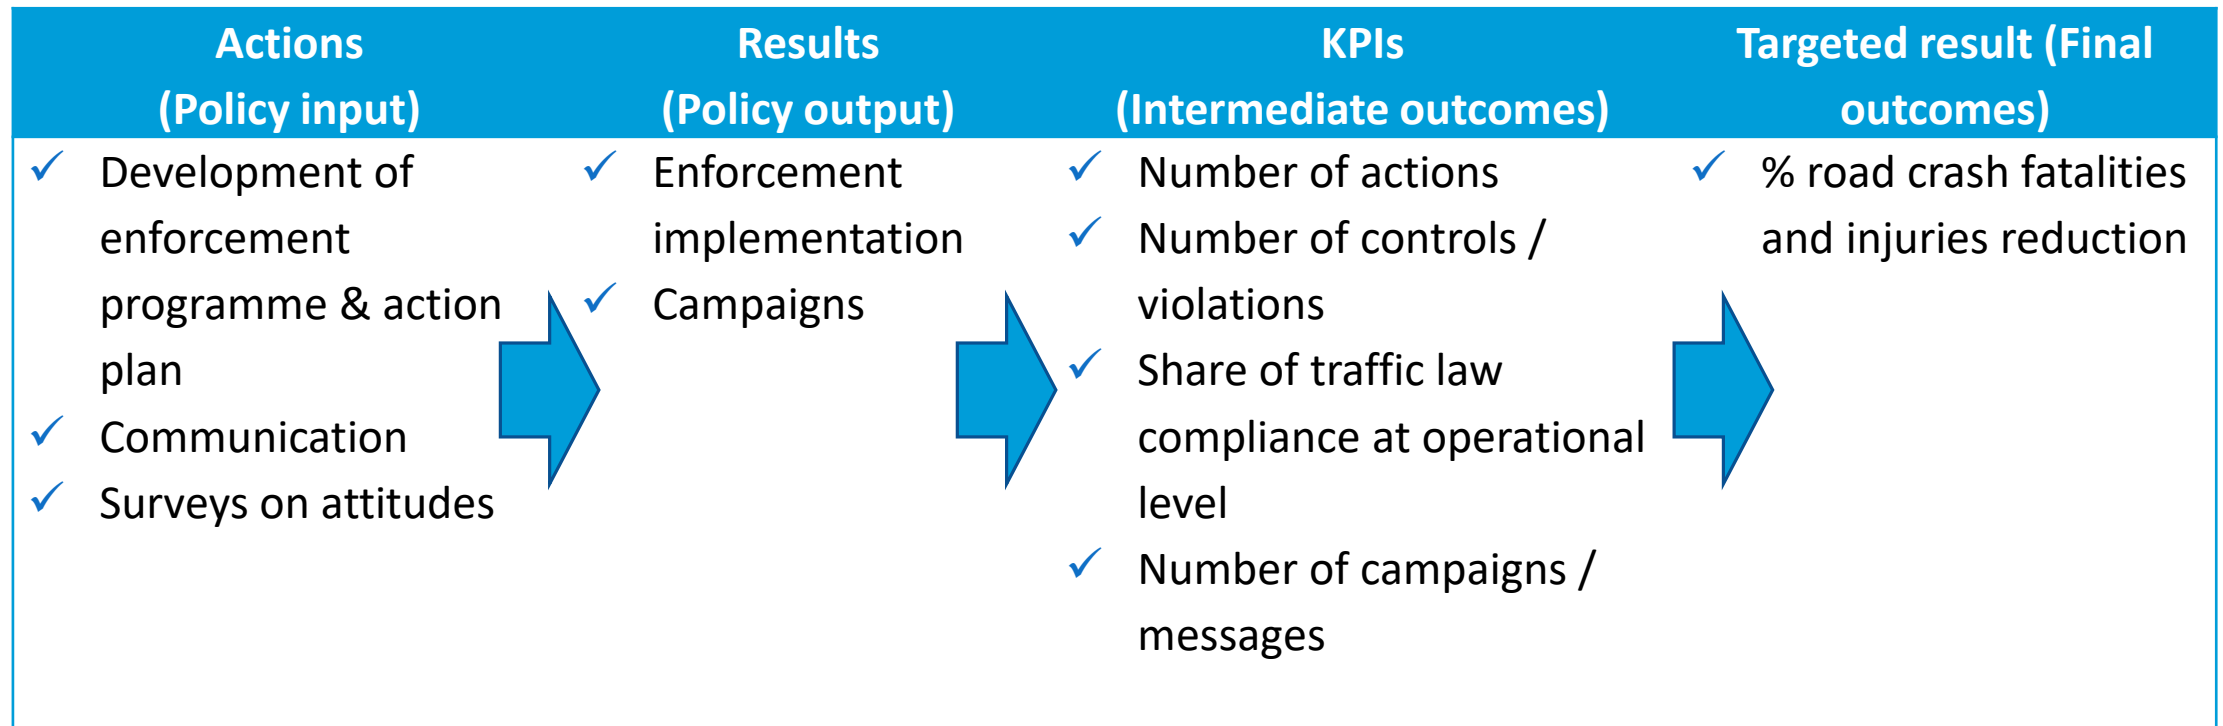 Actions
(Policy input)
Results
(Policy output)
KPIs
(Intermediate outcomes)
Targeted result (Final
outcomes)
Development of
enforcement
programme & action
plan
Communication
Surveys on attitudes
Enforcement
implementation
Campaigns
Number of actions
Number of controls /
violations
Share of traffic law
compliance at operational
level
Number of campaigns /
messages
% road crash fatalities
and injuries reduction